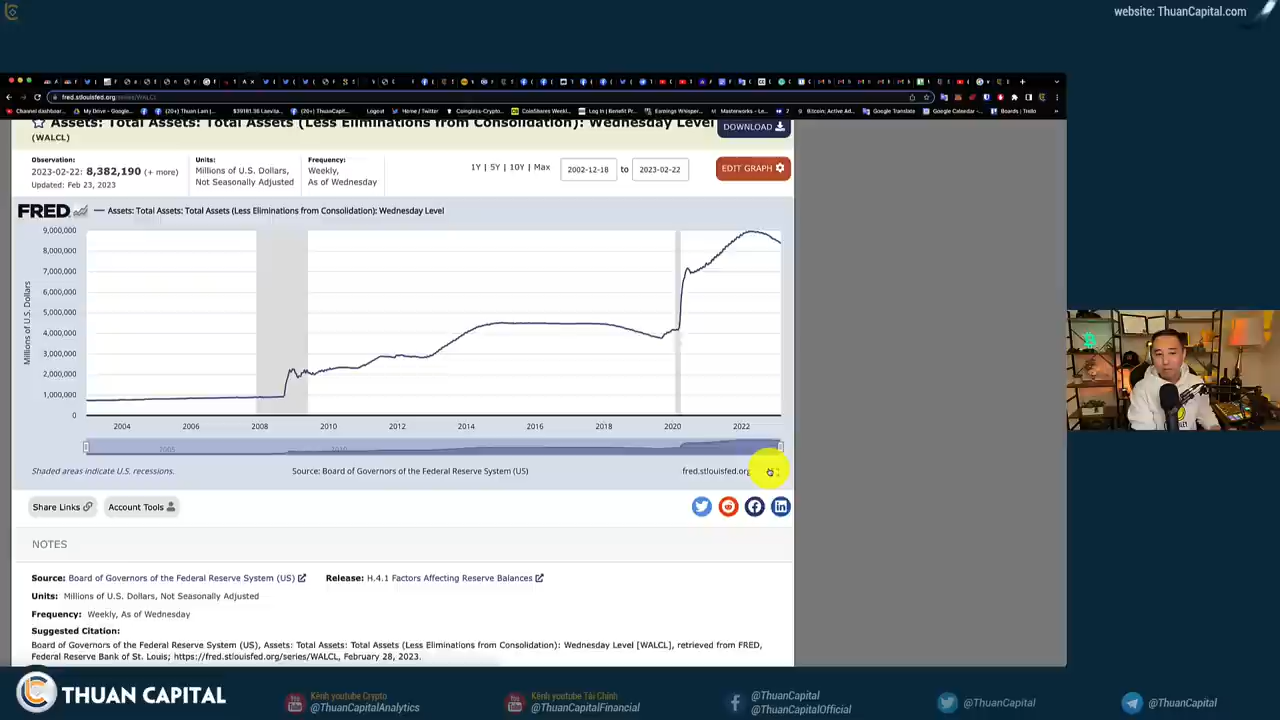 website: ThuanCapital.com
fred.stlouisfed.org/series/WALCL
Assets: Total Assets: Total Assets (Less Eliminations from Consolidation): Wednesday Level
(WALCL)
DOWNLOAD
Observation:
2023-02-22: 8,382,190 (+ more)
Updated: Feb 23, 2023
Units:
Millions of U.S. Dollars,
Not Seasonally Adjusted
Frequency:
Weekly,
As of Wednesday
1Y | 5Y | 10Y | Max
2002-12-18 to 2023-02-22
EDIT GRAPH
FRED
Assets: Total Assets: Total Assets (Less Eliminations from Consolidation): Wednesday Level
Millions of U.S. Dollars
9,000,000
8,000,000
7,000,000
6,000,000
5,000,000
4,000,000
3,000,000
2,000,000
1,000,000
0
2004 2006 2008 2010 2012 2014 2016 2018 2020 2022
2005 2010
Shaded areas indicate U.S. recessions.
Source: Board of Governors of the Federal Reserve System (US)
fred.stlouisfed.org
Share Links
Account Tools
NOTES
Source: Board of Governors of the Federal Reserve System (US)
Release: H.4.1 Factors Affecting Reserve Balances
Units: Millions of U.S. Dollars, Not Seasonally Adjusted
Frequency: Weekly, As of Wednesday
Suggested Citation:
Board of Governors of the Federal Reserve System (US), Assets: Total Assets: Total Assets (Less Eliminations from Consolidation): Wednesday Level [WALCL], retrieved from FRED,
Federal Reserve Bank of St. Louis; https://fred.stlouisfed.org/series/WALCL, February 28, 2023.
THUAN CAPITAL
Kênh youtube Crypto
@ThuanCapitalAnalytics
Kênh youtube Tài Chính
@ThuanCapitalFinancial
@ThuanCapital
@ThuanCapitalOfficial
@ThuanCapital
@ThuanCapital